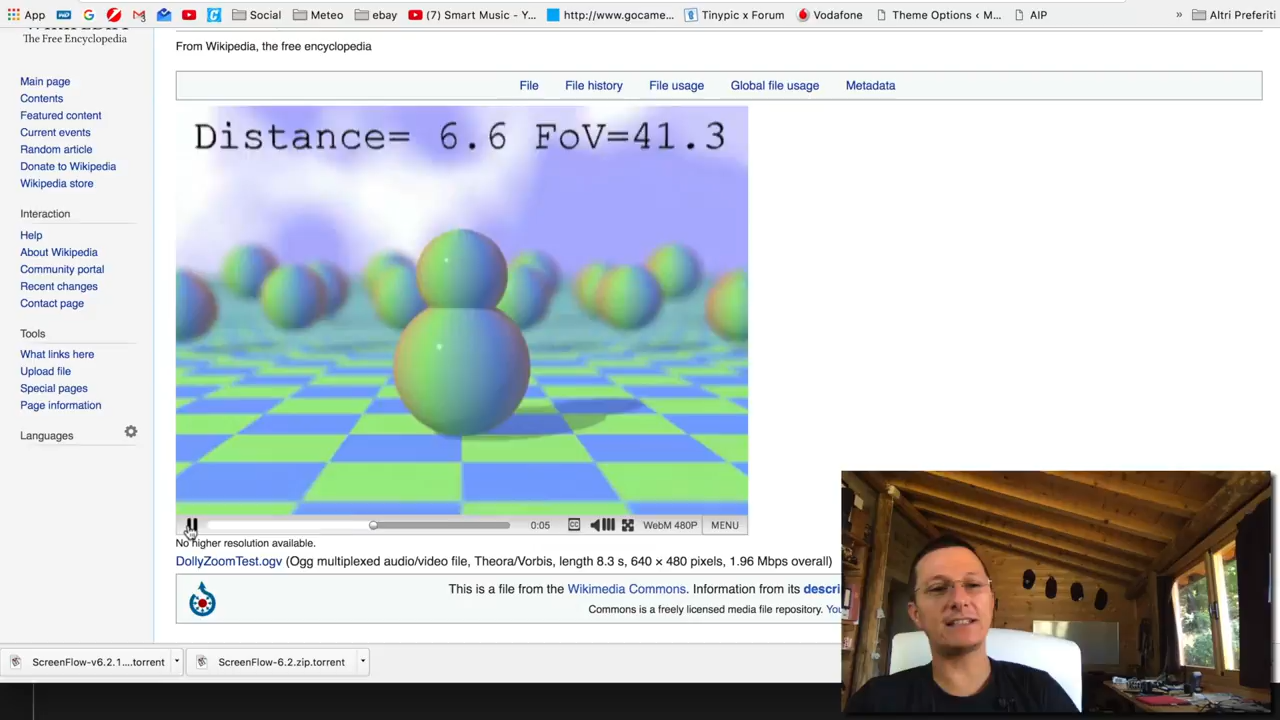 App
Social
Meteo
ebay
(7) Smart Music - Y...
http://www.gocame...
Tinypic x Forum
Vodafone
Theme Options ‹ M...
AIP
»
Altri Preferiti
The Free Encyclopedia
From Wikipedia, the free encyclopedia
File
File history
File usage
Global file usage
Metadata
Main page
Contents
Featured content
Current events
Random article
Donate to Wikipedia
Wikipedia store
Interaction
Help
About Wikipedia
Community portal
Recent changes
Contact page
Tools
What links here
Upload file
Special pages
Page information
Languages
Distance= 6.6 FoV=41.3
0:05
WebM 480P
MENU
No higher resolution available.
DollyZoomTest.ogv (Ogg multiplexed audio/video file, Theora/Vorbis, length 8.3 s, 640 × 480 pixels, 1.96 Mbps overall)
This is a file from the Wikimedia Commons. Information from its descri
Commons is a freely licensed media file repository. You
ScreenFlow-v6.2.1....torrent
ScreenFlow-6.2.zip.torrent